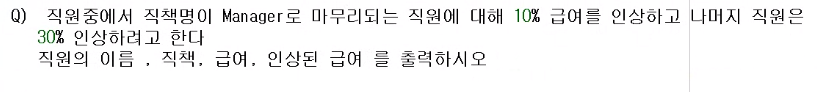 Q) 직원중에서 직책명이 Manager로 마무리되는 직원에 대해 10% 급여를 인상하고 나머지 직원은
30% 인상하려고 한다
직원의 이름 , 직책, 급여, 인상된 급여 를 출력하시오